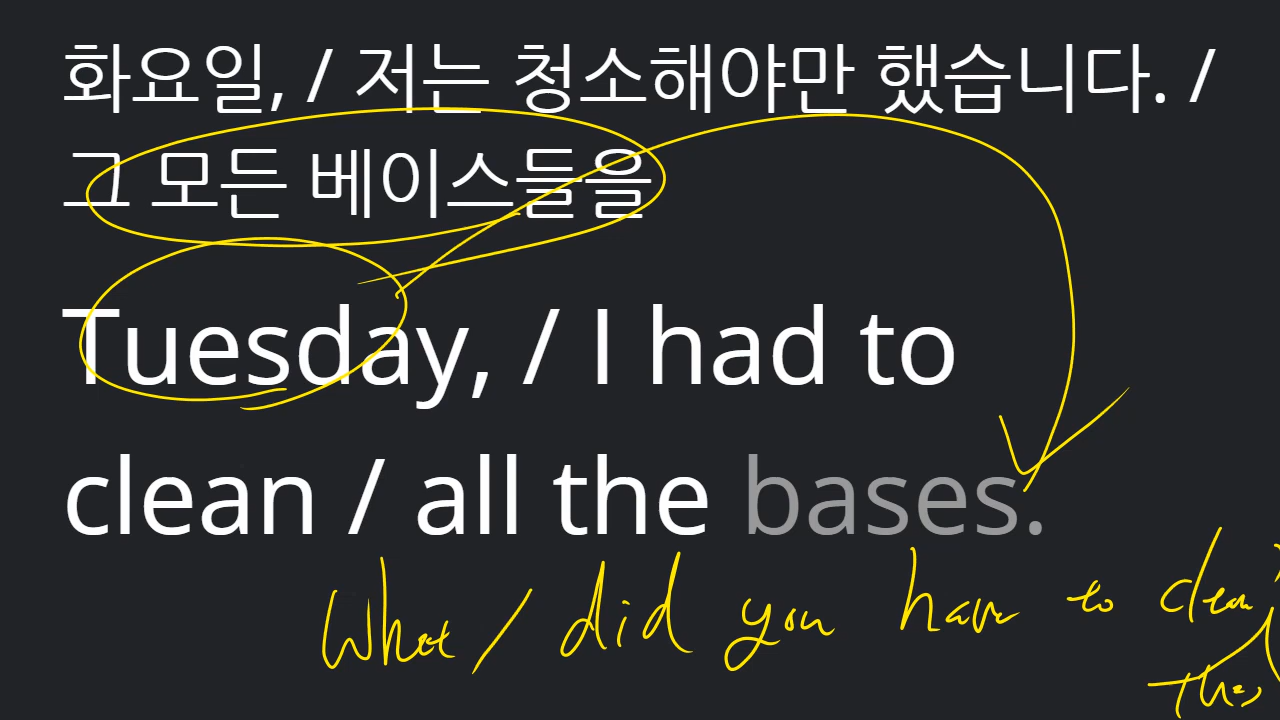 화요일, / 저는 청소해야만 했습니다. /
그 모든 베이스들을
Tuesday, / I had to
clean / all the bases.
What / did you have to clean